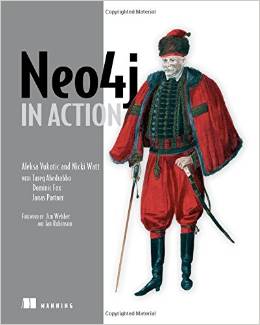 Neo4j
IN ACTION
Aleksa Vukotic and Nicki Watt
WITH Tareq Abedrabbo
Dominic Fox
Jonas Partner
FOREWORD BY Jim Webber
AND Ian Robinson
MANNING